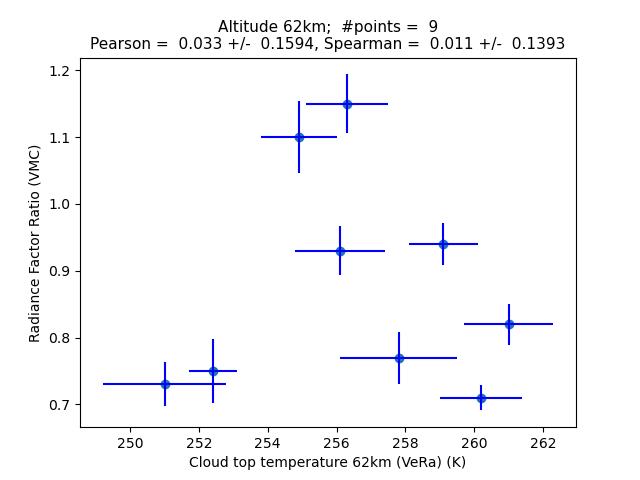 Altitude 62km;  #points =  9
Pearson =  0.033 +/-  0.1594, Spearman =  0.011 +/-  0.1393
1.2
1.1
1.0
0.9
0.8
0.7
Radiance Factor Ratio (VMC)
250 252 254 256 258 260 262
Cloud top temperature 62km (VeRa) (K)